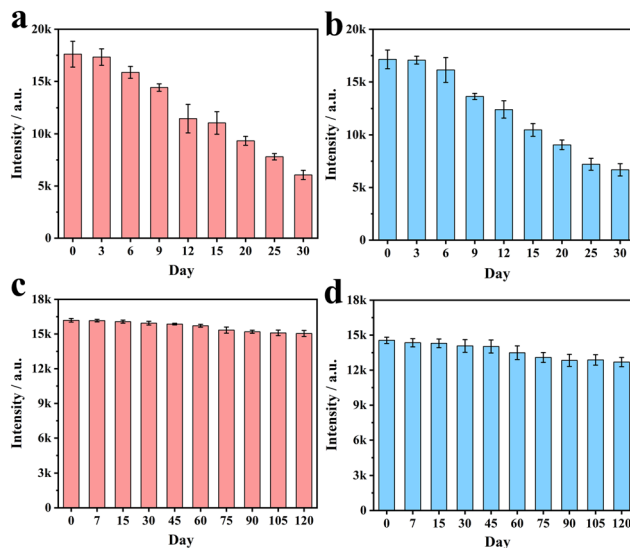 a
20k
15k
10k
5k
0
Intensity / a.u.
0 3 6 9 12 15 20 25 30
Day
b
20k
15k
10k
5k
0
Intensity / a.u.
0 3 6 9 12 15 20 25 30
Day
c
18k
15k
12k
9k
6k
3k
0
Intensity / a.u.
0 7 15 30 45 60 75 90 105 120
Day
d
18k
15k
12k
9k
6k
3k
0
Intensity / a.u.
0 7 15 30 45 60 75 90 105 120
Day